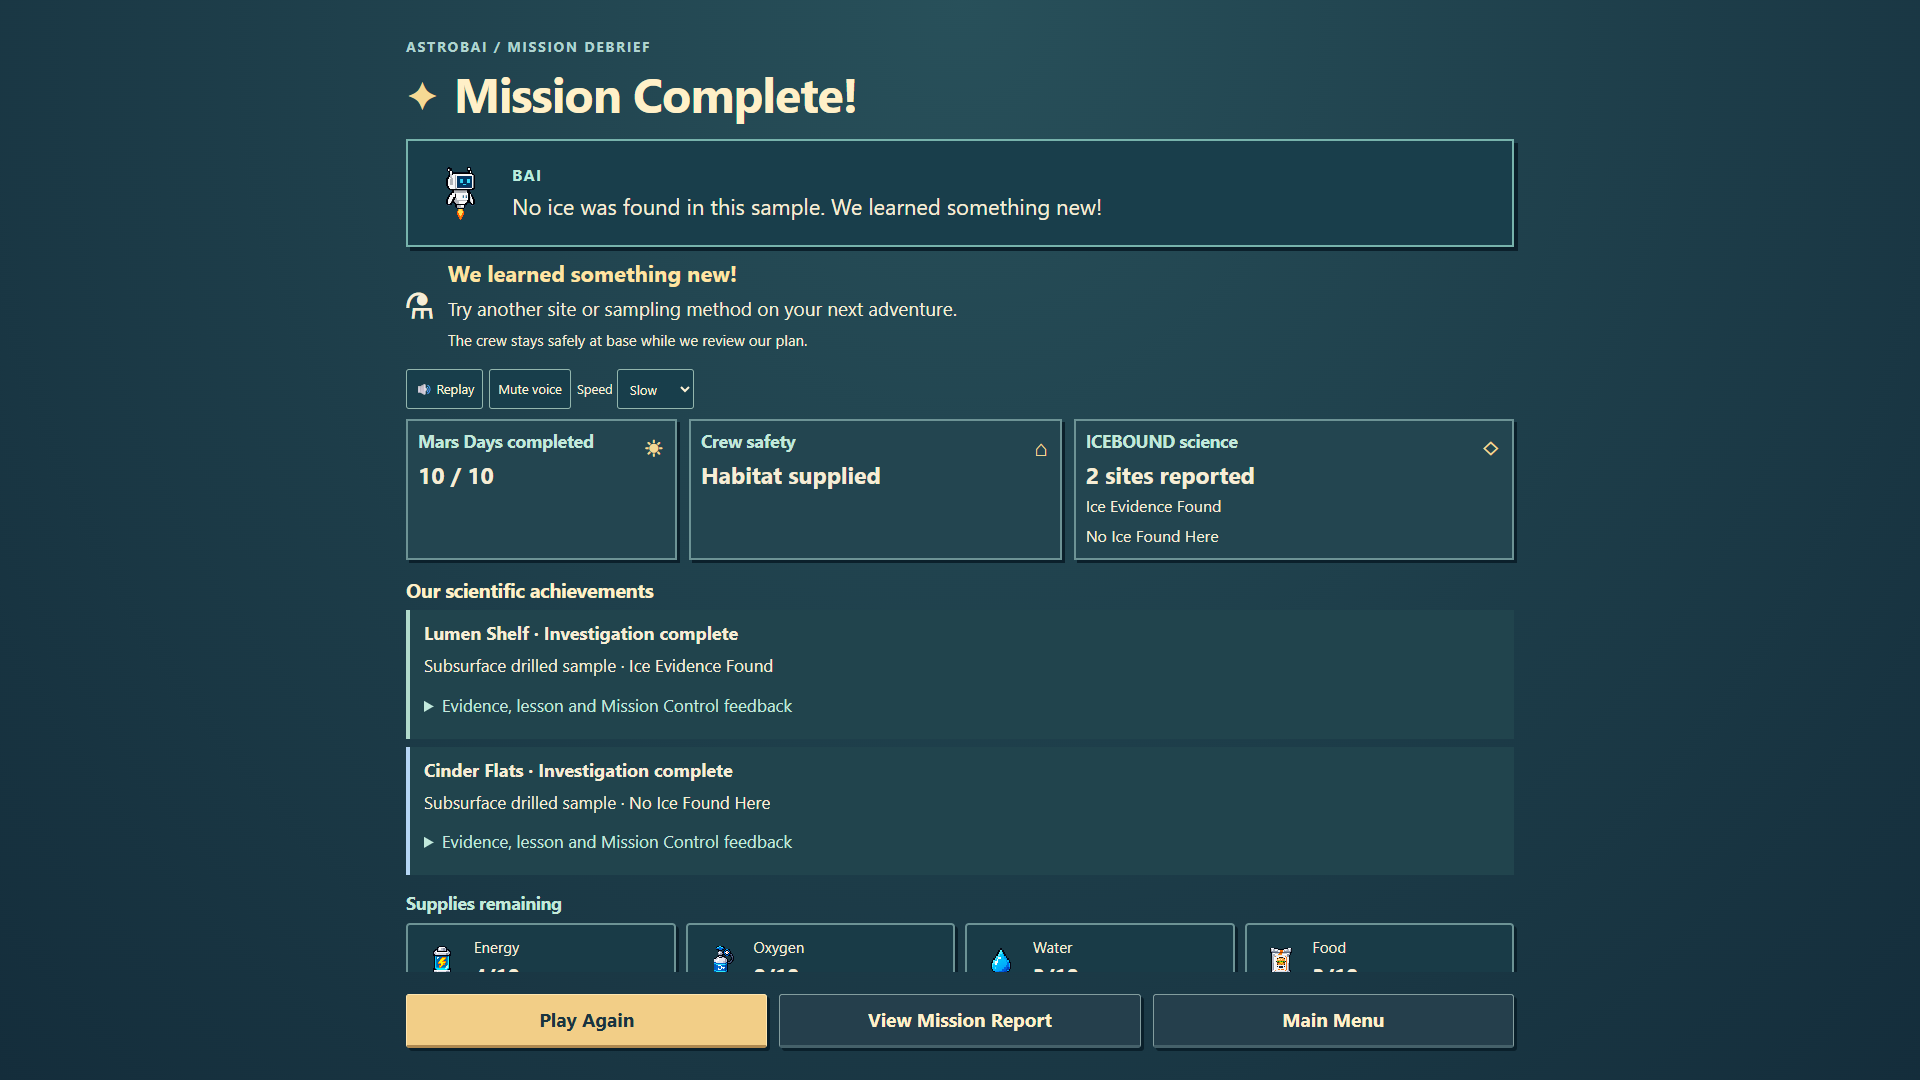 ASTROBAI / MISSION DEBRIEF
✦ Mission Complete!
BAI
No ice was found in this sample. We learned something new!
We learned something new!
Try another site or sampling method on your next adventure.
The crew stays safely at base while we review our plan.
Replay Mute voice Speed Slow
Mars Days completed
10 / 10
Crew safety
Habitat supplied
ICEBOUND science
2 sites reported
Ice Evidence Found
No Ice Found Here
Our scientific achievements
Lumen Shelf · Investigation complete
Subsurface drilled sample · Ice Evidence Found
▶ Evidence, lesson and Mission Control feedback
Cinder Flats · Investigation complete
Subsurface drilled sample · No Ice Found Here
▶ Evidence, lesson and Mission Control feedback
Supplies remaining
Energy
Oxygen
Water
Food
Play Again
View Mission Report
Main Menu